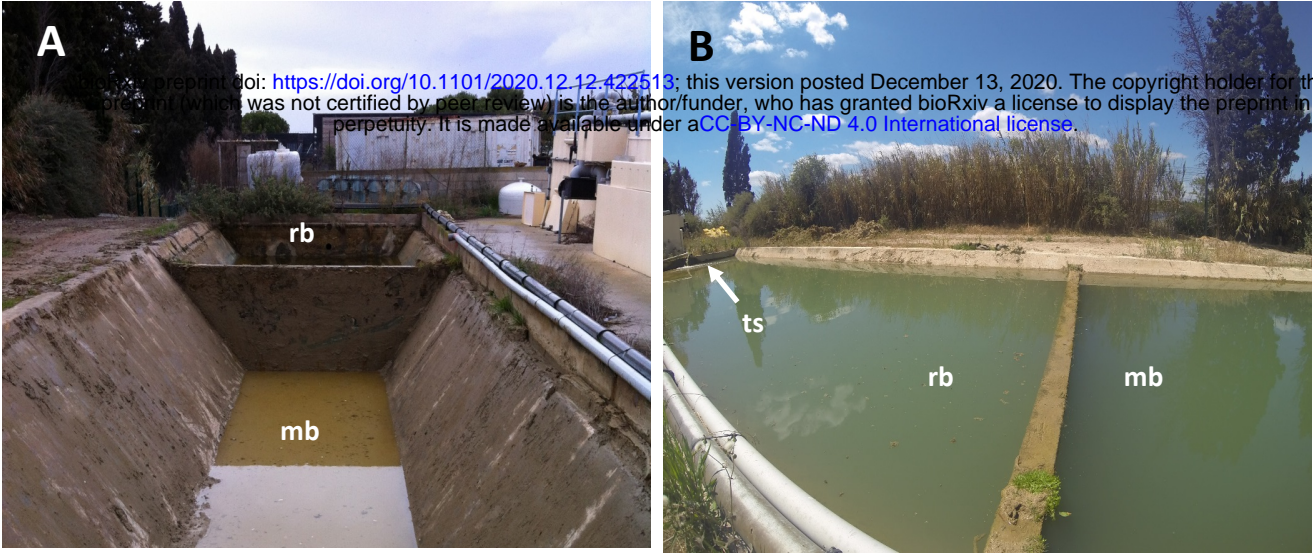 A
B
preprint doi: https://doi.org/10.1101/2020.12.12.422513; this version posted December 13, 2020. The copyright holder for th
preprint (which was not certified by peer review) is the author/funder, who has granted bioRxiv a license to display the preprint in
perpetuity. It is made available under aCC-BY-NC-ND 4.0 International license.
rb
mb
ts
rb
mb